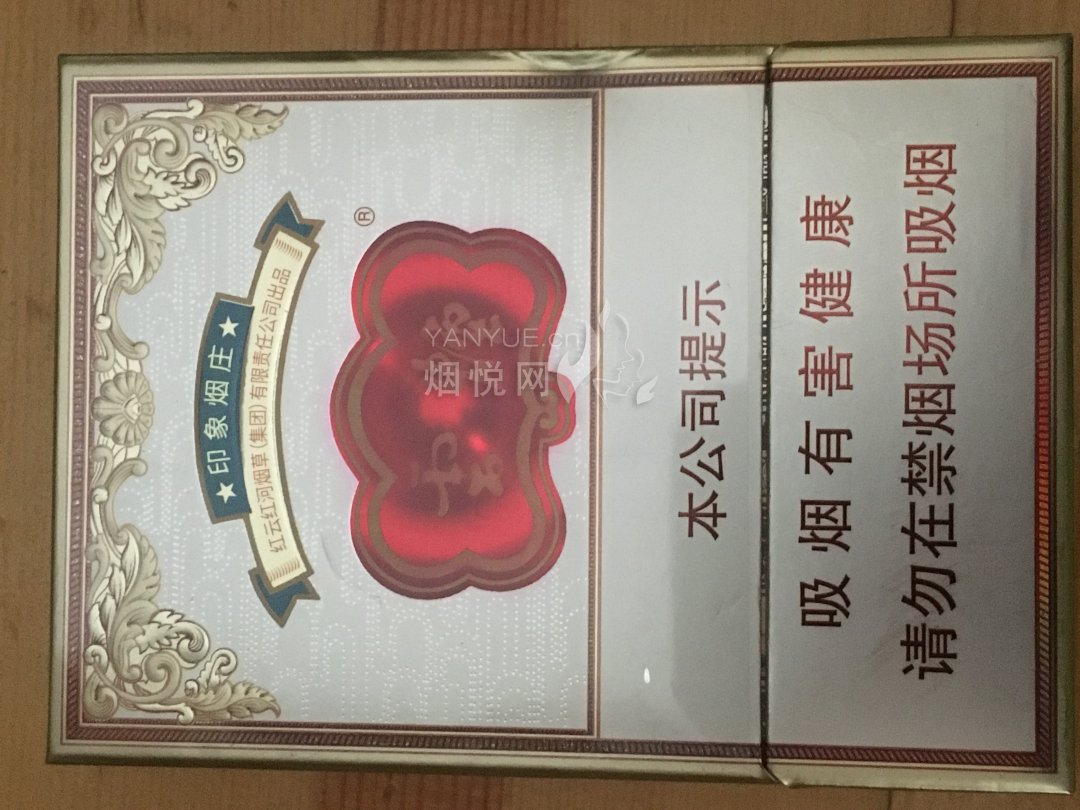 ★印象烟庄★
红云红河烟草(集团)有限责任公司出品
®
YANYUE.cn
烟悦网
本公司提示
吸烟有害健康
请勿在禁烟场所吸烟